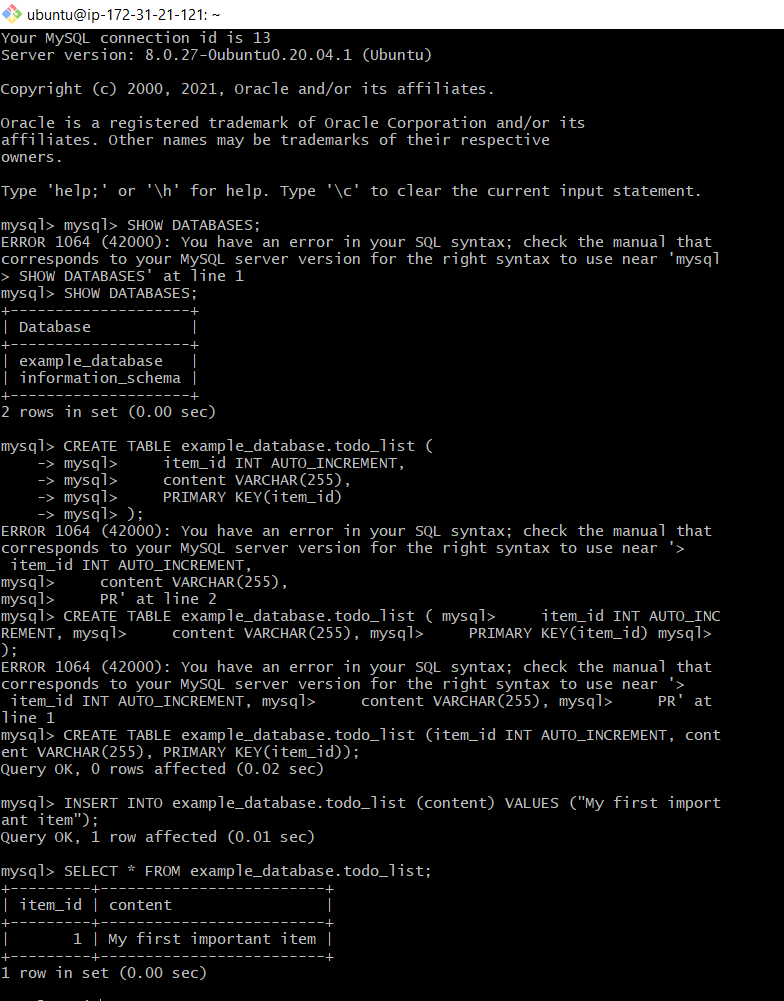 ubuntu@ip-172-31-21-121: ~
Your MySQL connection id is 13
Server version: 8.0.27-0ubuntu0.20.04.1 (Ubuntu)

Copyright (c) 2000, 2021, Oracle and/or its affiliates.

Oracle is a registered trademark of Oracle Corporation and/or its
affiliates. Other names may be trademarks of their respective
owners.

Type 'help;' or '\h' for help. Type '\c' to clear the current input statement.

mysql> mysql> SHOW DATABASES;
ERROR 1064 (42000): You have an error in your SQL syntax; check the manual that
corresponds to your MySQL server version for the right syntax to use near 'mysql
> SHOW DATABASES' at line 1
mysql> SHOW DATABASES;
+--------------------+
| Database           |
+--------------------+
| example_database   |
| information_schema |
+--------------------+
2 rows in set (0.00 sec)

mysql> CREATE TABLE example_database.todo_list (
    -> mysql>     item_id INT AUTO_INCREMENT,
    -> mysql>     content VARCHAR(255),
    -> mysql>     PRIMARY KEY(item_id)
    -> mysql> );
ERROR 1064 (42000): You have an error in your SQL syntax; check the manual that
corresponds to your MySQL server version for the right syntax to use near '>
 item_id INT AUTO_INCREMENT,
mysql>     content VARCHAR(255),
mysql>     PR' at line 2
mysql> CREATE TABLE example_database.todo_list ( mysql>     item_id INT AUTO_INC
REMENT, mysql>     content VARCHAR(255), mysql>     PRIMARY KEY(item_id) mysql>
);
ERROR 1064 (42000): You have an error in your SQL syntax; check the manual that
corresponds to your MySQL server version for the right syntax to use near '>
 item_id INT AUTO_INCREMENT, mysql>     content VARCHAR(255), mysql>     PR' at
line 1
mysql> CREATE TABLE example_database.todo_list (item_id INT AUTO_INCREMENT, cont
ent VARCHAR(255), PRIMARY KEY(item_id));
Query OK, 0 rows affected (0.02 sec)

mysql> INSERT INTO example_database.todo_list (content) VALUES ("My first import
ant item");
Query OK, 1 row affected (0.01 sec)

mysql> SELECT * FROM example_database.todo_list;
+---------+-------------------------+
| item_id | content                 |
+---------+-------------------------+
|       1 | My first important item |
+---------+-------------------------+
1 row in set (0.00 sec)